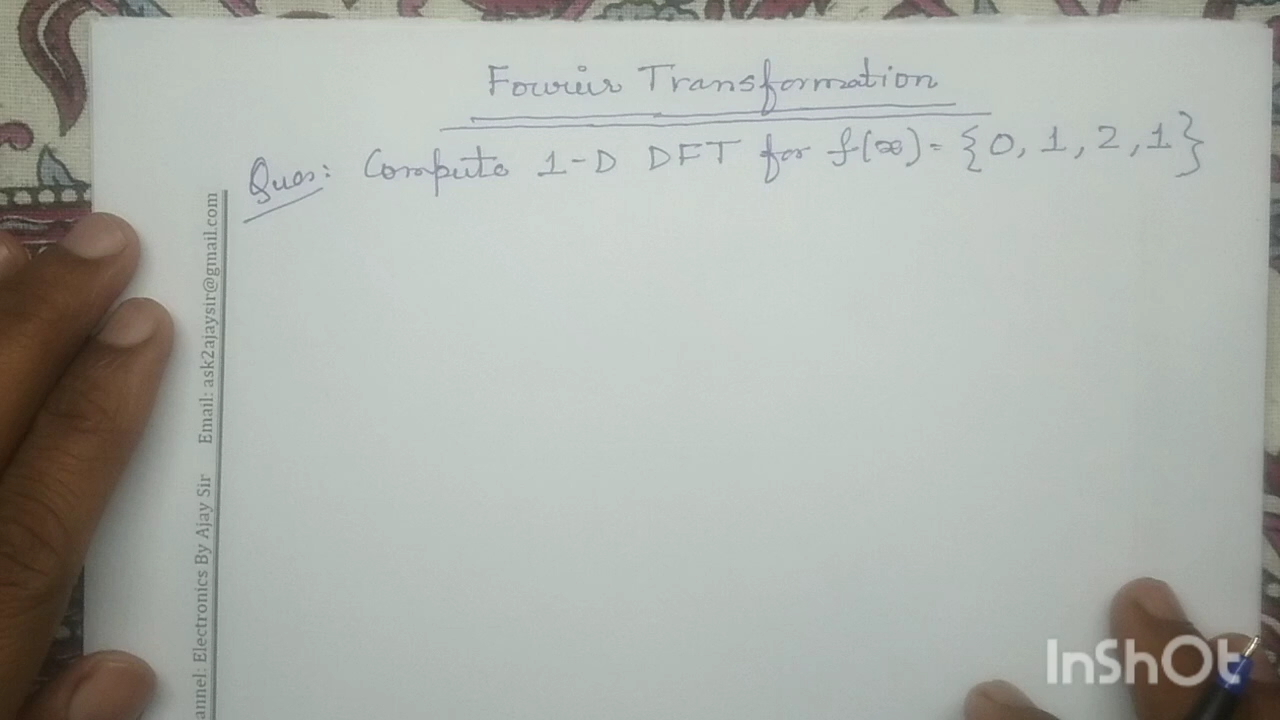 Fourier Transformation
Ques: Compute 1-D DFT for f(x) = {0, 1, 2, 1}
annel: Electronics By Ajay Sir Email: ask2ajaysir@gmail.com
InShOt